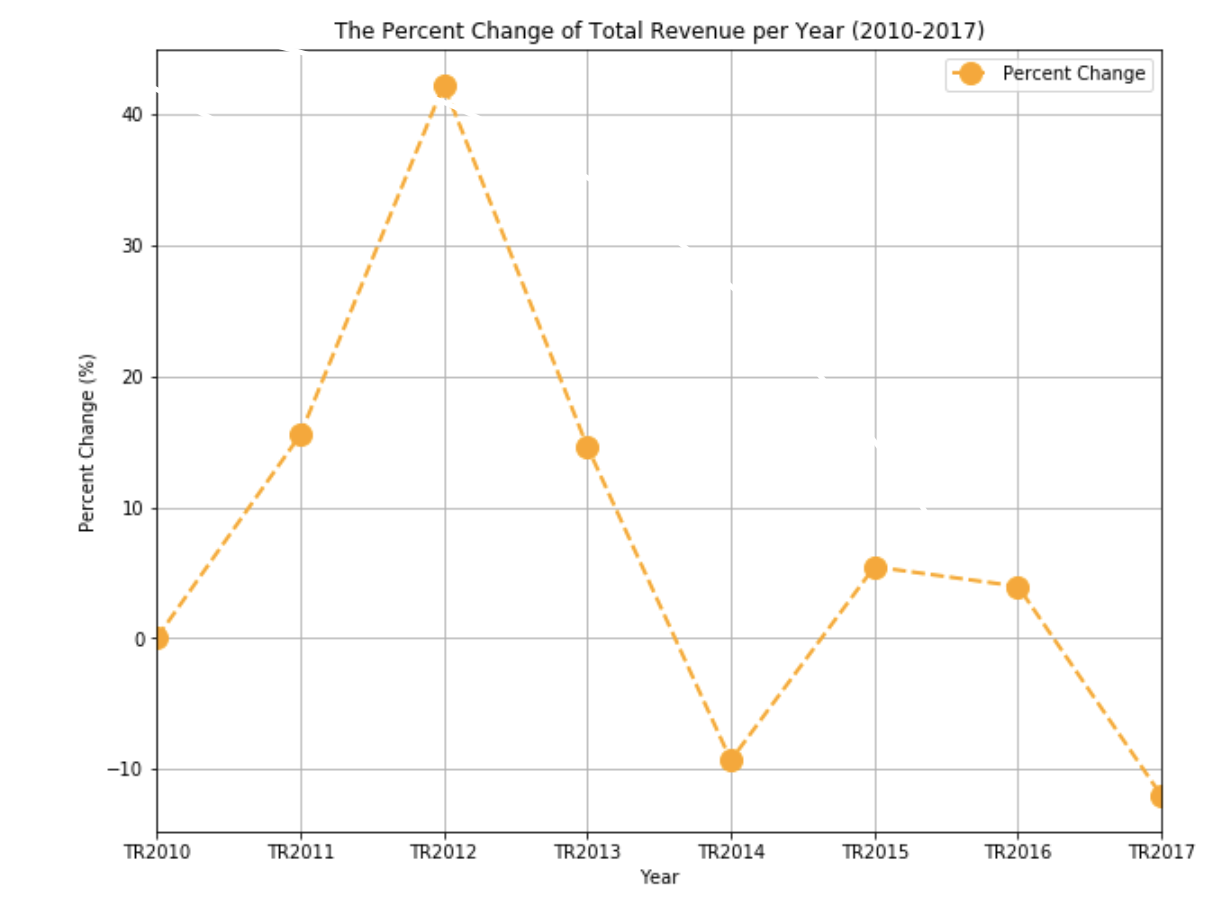 The Percent Change of Total Revenue per Year (2010-2017)
Percent Change
40
30
20
10
0
−10
Percent Change (%)
TR2010 TR2011 TR2012 TR2013 TR2014 TR2015 TR2016 TR2017
Year